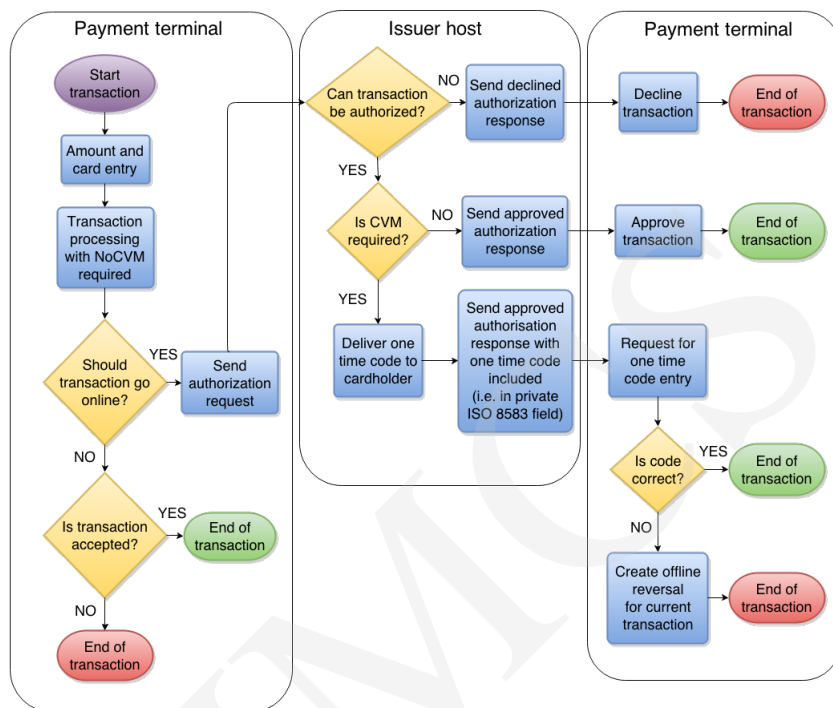 Payment terminal
Start
transaction
Amount and
card entry
Transaction
processing
with NoCVM
required
Should
transaction go
online?
YES
Send
authorization
request
NO
Is transaction
accepted?
YES
End of
transaction
NO
End of
transaction
Issuer host
Can transaction
be authorized?
NO
Send declined
authorization
response
YES
Is CVM
required?
NO
Send approved
authorization
response
YES
Deliver one
time code to
cardholder
Send approved
authorisation
response with
one time code
included
(i.e. in private
ISO 8583 field)
Payment terminal
Decline
transaction
End of
transaction
Approve
transaction
End of
transaction
Request for
one time
code entry
Is code
correct?
YES
End of
transaction
NO
Create offline
reversal
for current
transaction
End of
transaction